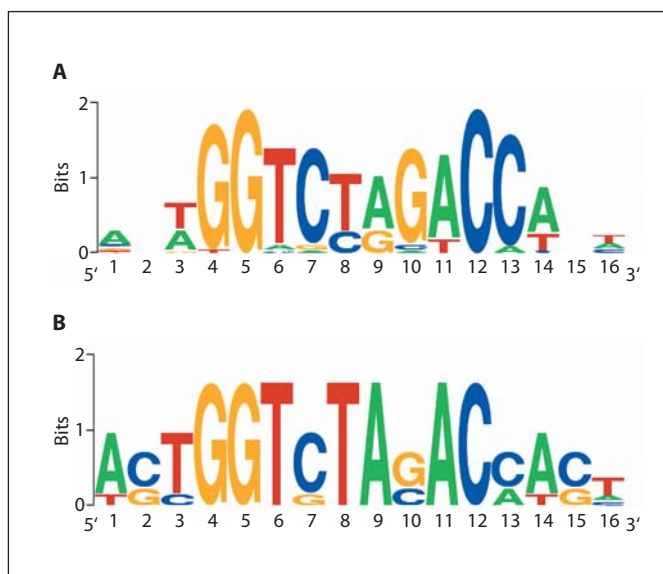 A
2
Bits
1
0
A T G G T C T A G A C C A T
A C G T T
5‘ 1 2 3 4 5 6 7 8 9 10 11 12 13 14 15 16 3‘
B
2
Bits
1
0
A C T G G T C T A G A C C A C T
T G C G C A T G A
5‘ 1 2 3 4 5 6 7 8 9 10 11 12 13 14 15 16 3‘